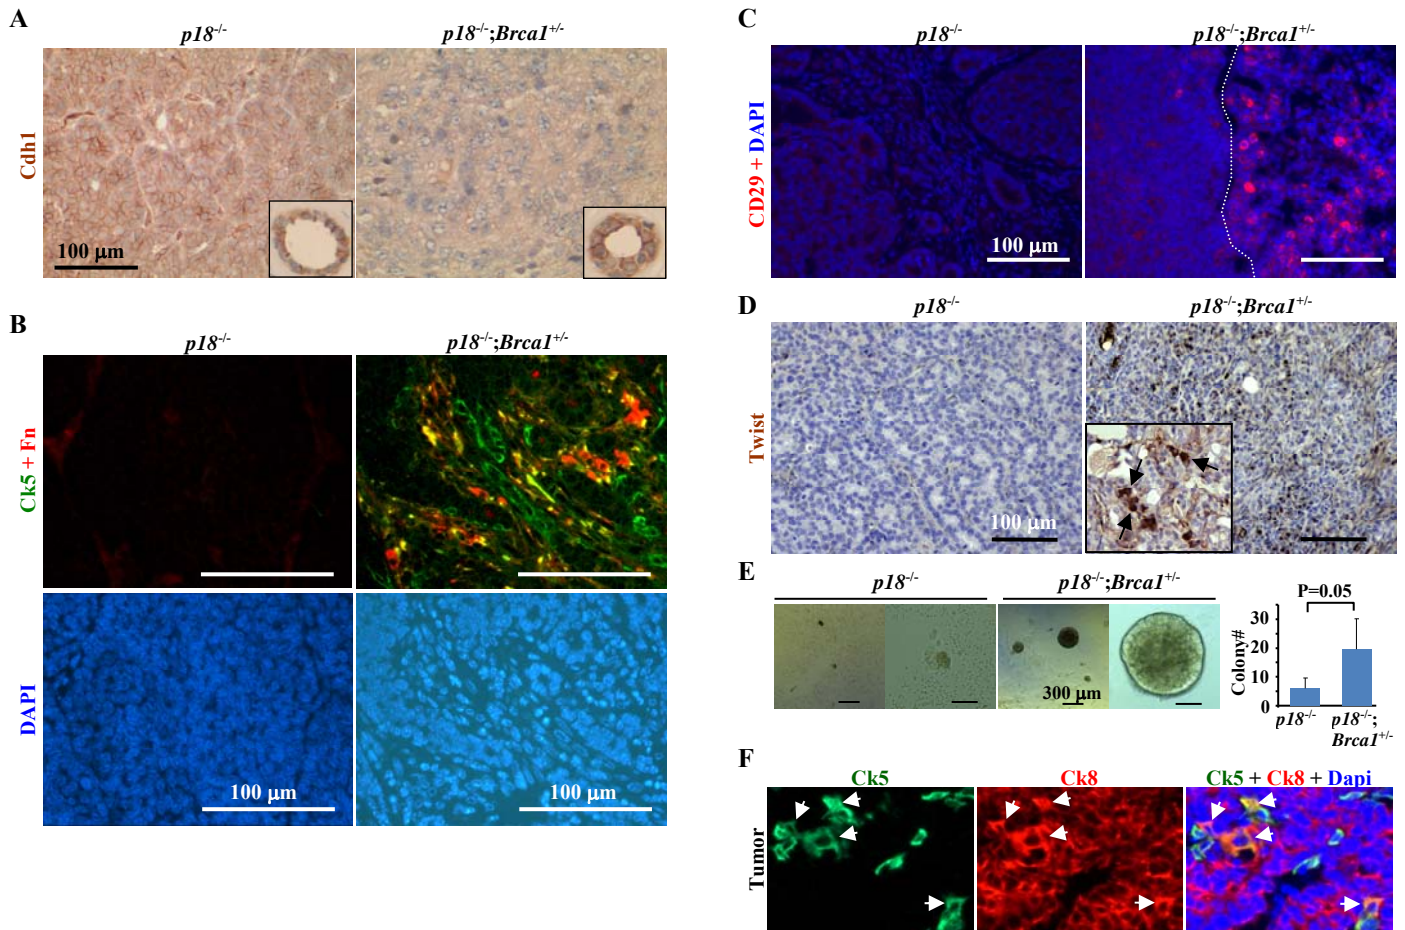 A
p18-/-
p18-/-;Brca1+/-
Cdh1
100 μm
B
p18-/-
p18-/-;Brca1+/-
Ck5 + Fn
DAPI
100 μm
100 μm
C
p18-/-
p18-/-;Brca1+/-
CD29 + DAPI
100 μm
D
p18-/-
p18-/-;Brca1+/-
Twist
100 μm
E
p18-/-
p18-/-;Brca1+/-
300 μm
P=0.05
Colony#
30
20
10
0
p18-/-
p18-/-;
Brca1+/-
F
Ck5
Ck8
Ck5 + Ck8 + Dapi
Tumor